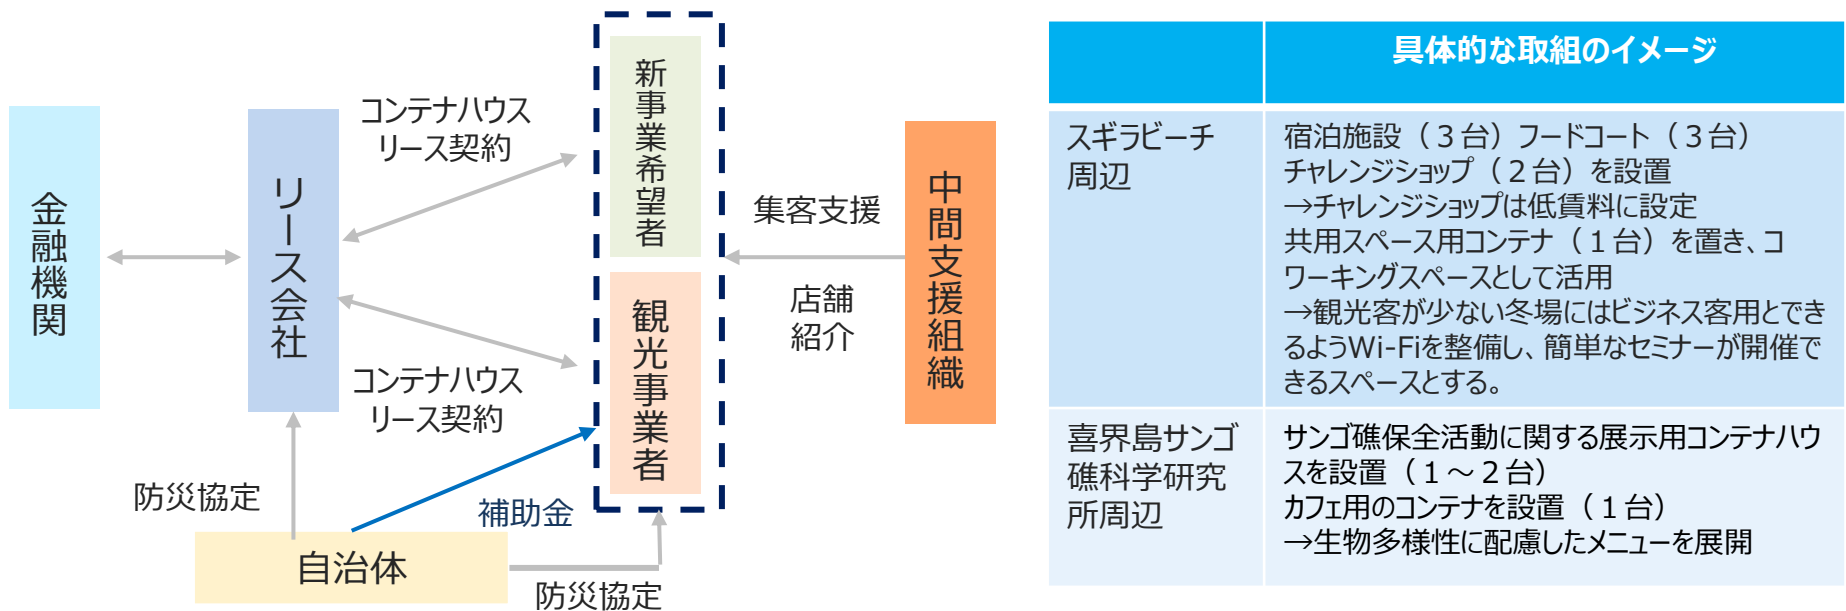 金融機関
リース会社
コンテナハウス
リース契約
コンテナハウス
リース契約
新事業希望者
観光事業者
集客支援
店舗
紹介
中間支援組織
防災協定
補助金
自治体
防災協定
具体的な取組のイメージ
スギラビーチ
周辺
宿泊施設（３台）フードコート（３台）
チャレンジショップ（２台）を設置
→チャレンジショップは低賃料に設定
共用スペース用コンテナ（１台）を置き、コ
ワーキングスペースとして活用
→観光客が少ない冬場にはビジネス客用とでき
るようWi-Fiを整備し、簡単なセミナーが開催で
きるスペースとする。
喜界島サンゴ
礁科学研究
所周辺
サンゴ礁保全活動に関する展示用コンテナハウ
スを設置（１～２台）
カフェ用のコンテナを設置（１台）
→生物多様性に配慮したメニューを展開